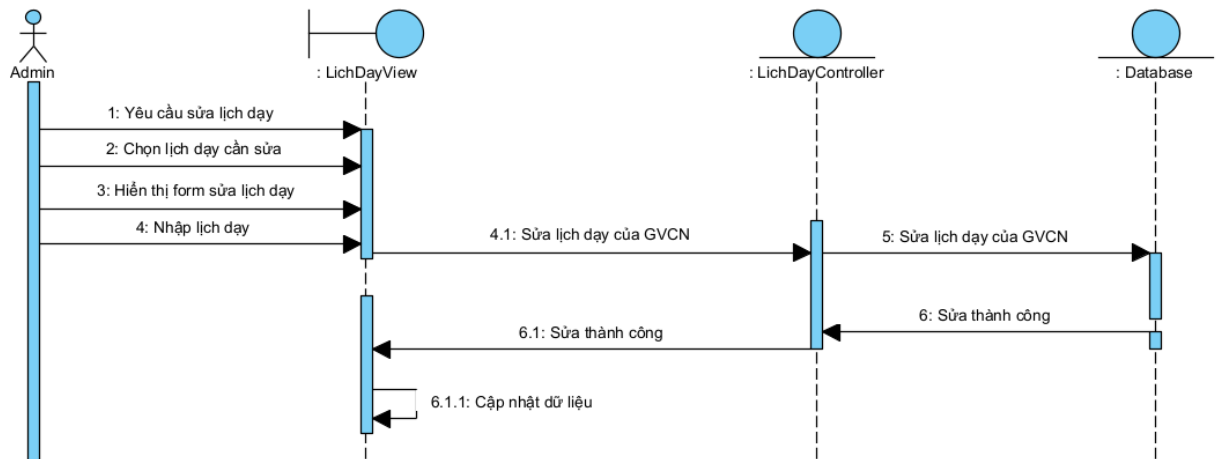 Admin
: LichDayView
: LichDayController
: Database
1: Yêu cầu sửa lịch dạy
2: Chọn lịch dạy cần sửa
3: Hiển thị form sửa lịch dạy
4: Nhập lịch dạy
4.1: Sửa lịch dạy của GVCN
5: Sửa lịch dạy của GVCN
6: Sửa thành công
6.1: Sửa thành công
6.1.1: Cập nhật dữ liệu